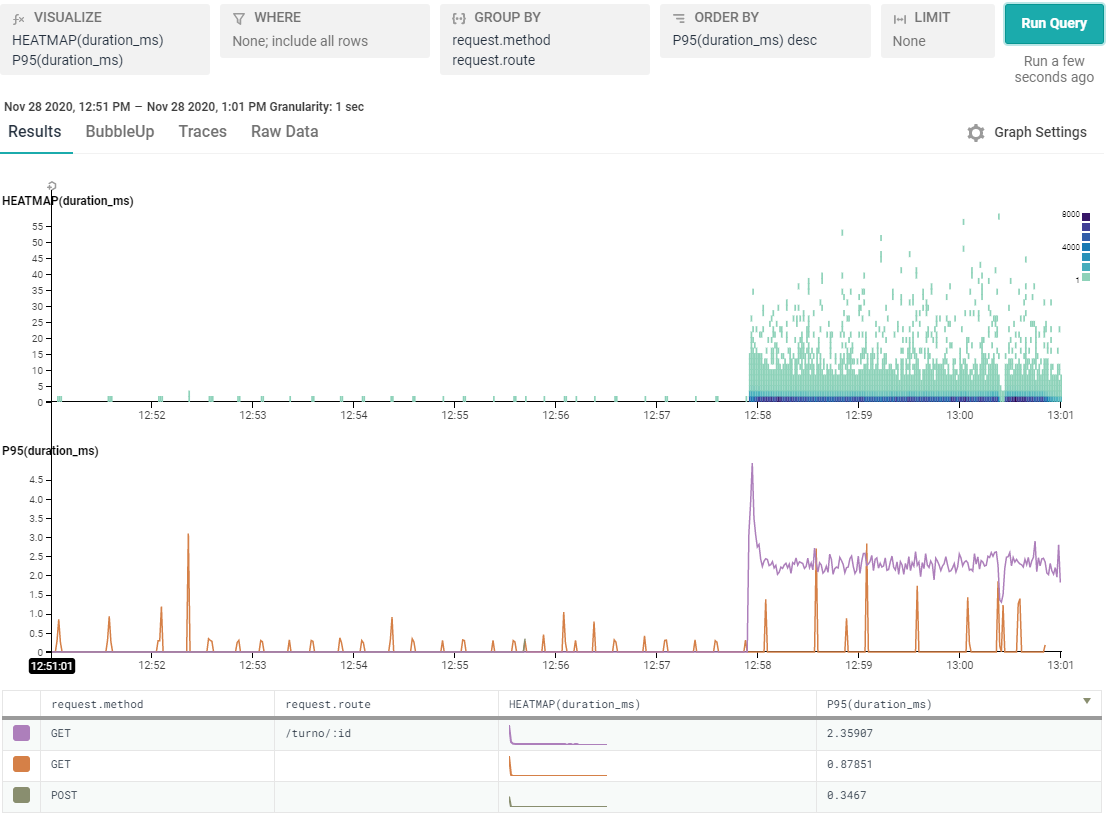 VISUALIZE
HEATMAP(duration_ms)
P95(duration_ms)
WHERE
None; include all rows
GROUP BY
request.method
request.route
ORDER BY
P95(duration_ms) desc
LIMIT
None
Run Query
Run a few
seconds ago
Nov 28 2020, 12:51 PM – Nov 28 2020, 1:01 PM Granularity: 1 sec
Results BubbleUp Traces Raw Data
Graph Settings
HEATMAP(duration_ms)
55
50
45
40
35
30
25
20
15
10
5
0
8000
4000
1
12:52 12:53 12:54 12:55 12:56 12:57 12:58 12:59 13:00 13:01
P95(duration_ms)
4.5
4.0
3.5
3.0
2.5
2.0
1.5
1.0
0.5
0
12:51:01 12:52 12:53 12:54 12:55 12:56 12:57 12:58 12:59 13:00 13:01
request.method request.route HEATMAP(duration_ms) P95(duration_ms)
GET /turno/:id 2.35907
GET 0.87851
POST 0.3467